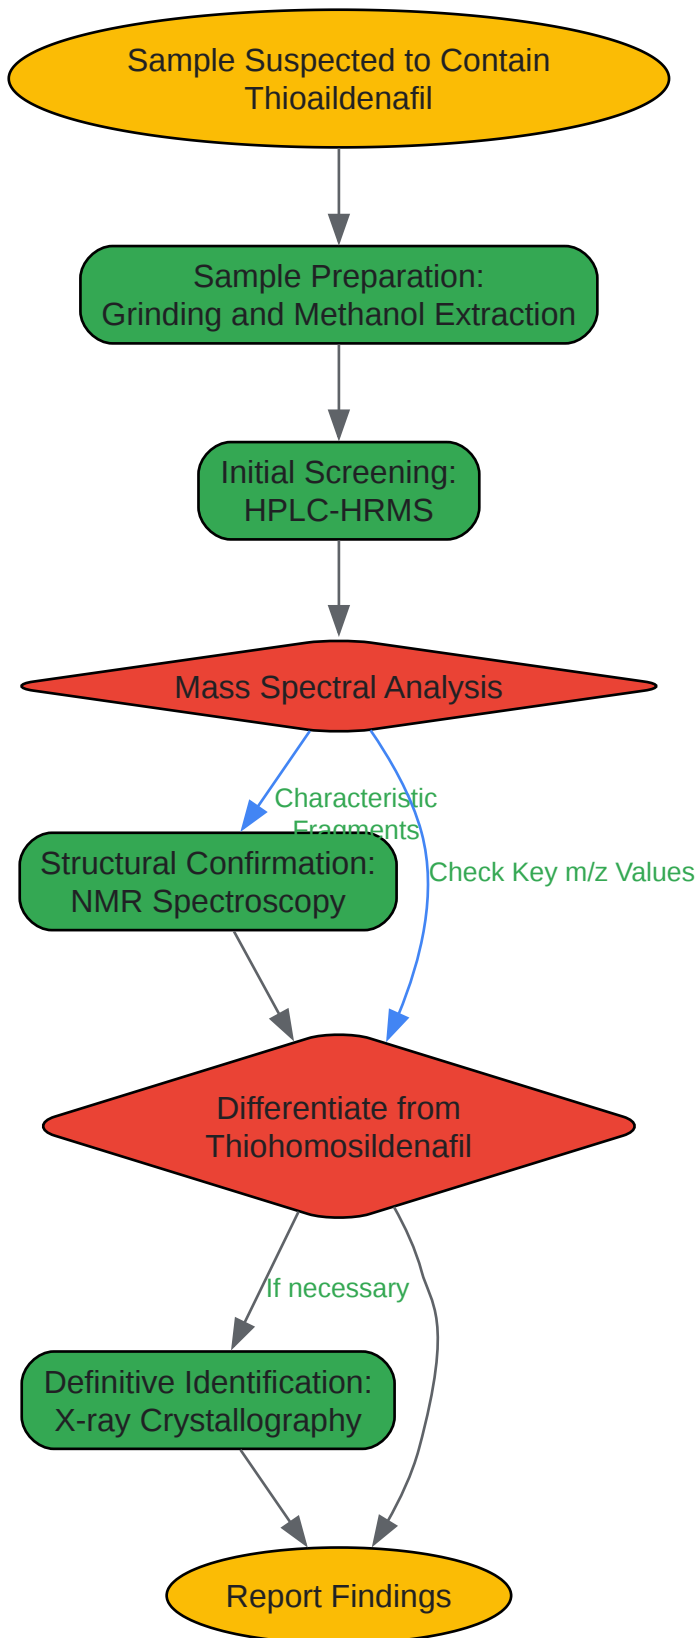 Sample Suspected to Contain
Thioaildenafil
Sample Preparation:
Grinding and Methanol Extraction
Initial Screening:
HPLC-HRMS
Mass Spectral Analysis
Characteristic
Fragments
Check Key m/z Values
Structural Confirmation:
NMR Spectroscopy
Differentiate from
Thiohomosildenafil
If necessary
Definitive Identification:
X-ray Crystallography
Report Findings